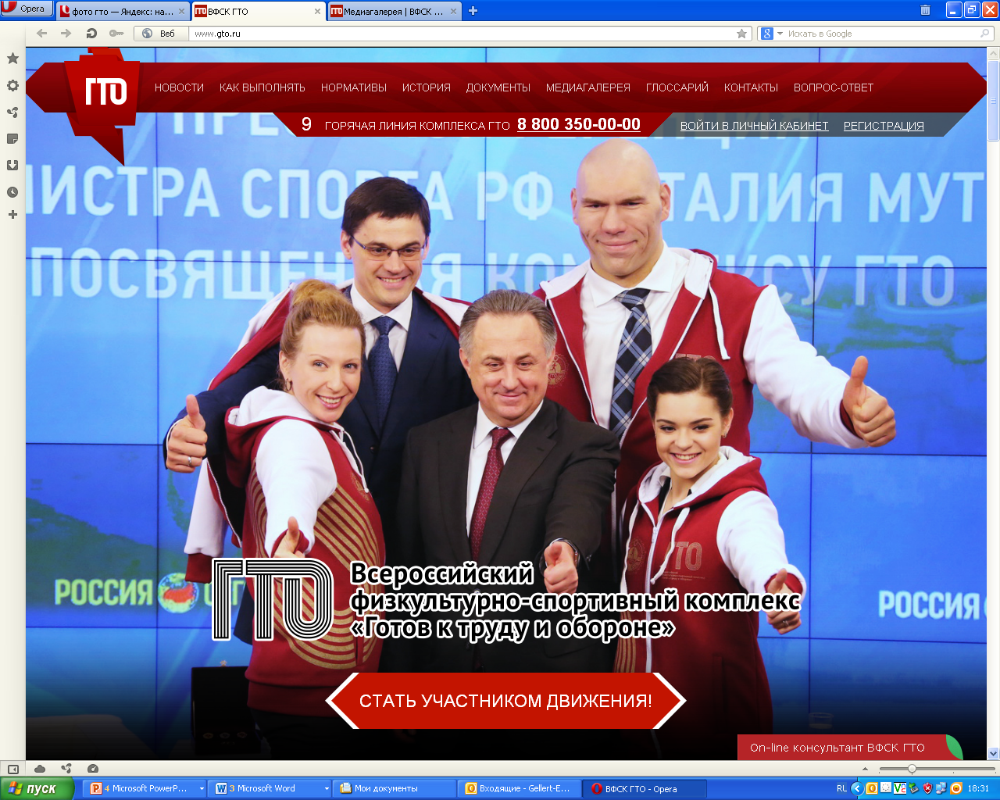 Opera
фото гто — Яндекс: на...
ВФСК ГТО
Медиагалерея | ВФСК ...
Веб
www.gto.ru
Искать в Google
ГТО
НОВОСТИ КАК ВЫПОЛНЯТЬ НОРМАТИВЫ ИСТОРИЯ ДОКУМЕНТЫ МЕДИАГАЛЕРЕЯ ГЛОССАРИЙ КОНТАКТЫ ВОПРОС-ОТВЕТ
9 ГОРЯЧАЯ ЛИНИЯ КОМПЛЕКСА ГТО 8 800 350-00-00 ВОЙТИ В ЛИЧНЫЙ КАБИНЕТ РЕГИСТРАЦИЯ
СПОРТА РФ МУТ
ГТО
ГТО
ГТО
РОССИЯ
РОССИЯ
ГТО
Всероссийский
физкультурно-спортивный комплекс
«Готов к труду и обороне»
СТАТЬ УЧАСТНИКОМ ДВИЖЕНИЯ!
On-line консультант ВФСК ГТО
пуск
4 Microsoft PowerP...
3 Microsoft Word
Мои документы
Входящие - Gellert-E...
ВФСК ГТО - Opera
RL
18:31